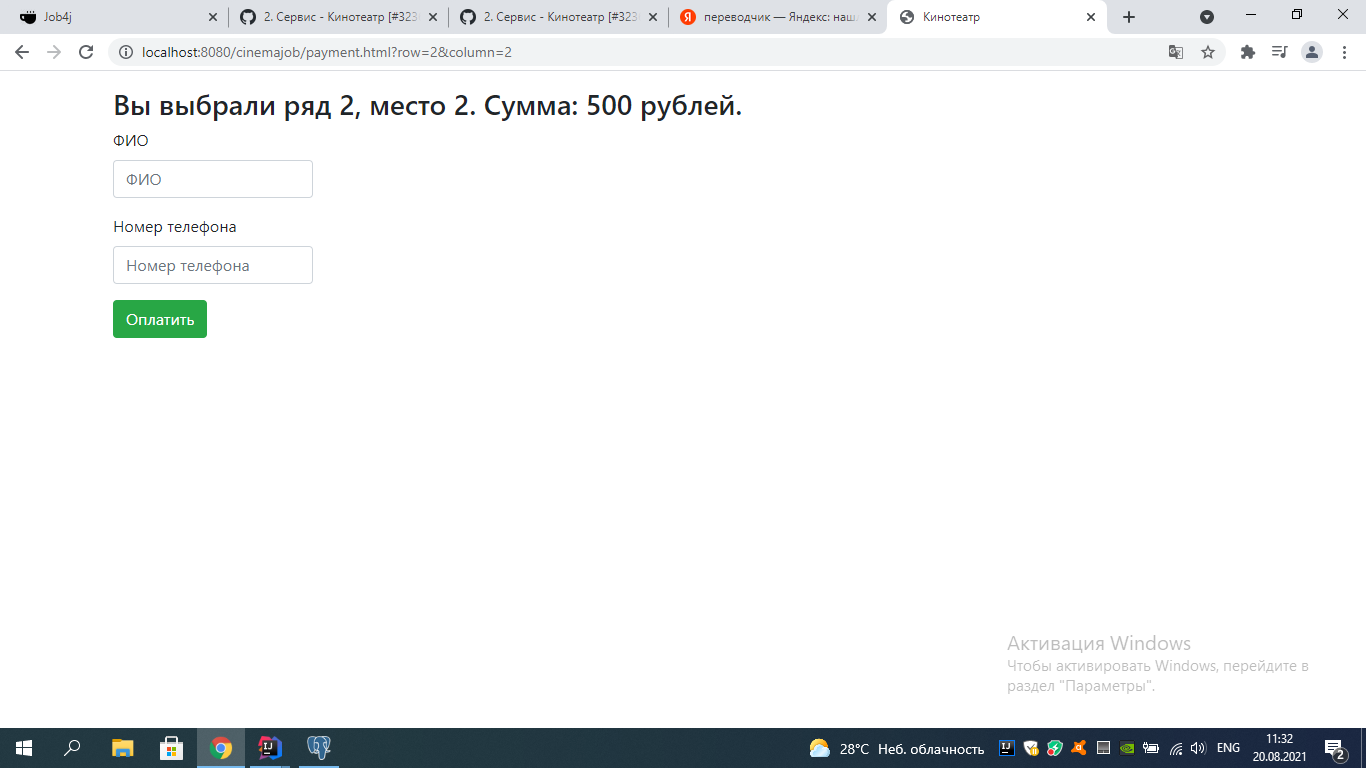 Job4j
2. Сервис - Кинотеатр [#323
2. Сервис - Кинотеатр [#323
переводчик — Яндекс: наш
Кинотеатр
localhost:8080/cinemajob/payment.html?row=2&column=2
Вы выбрали ряд 2, место 2. Сумма: 500 рублей.
ФИО
ФИО
Номер телефона
Номер телефона
Оплатить
Активация Windows
Чтобы активировать Windows, перейдите в
раздел "Параметры".
28°C Неб. облачность
ENG
11:32
20.08.2021
2